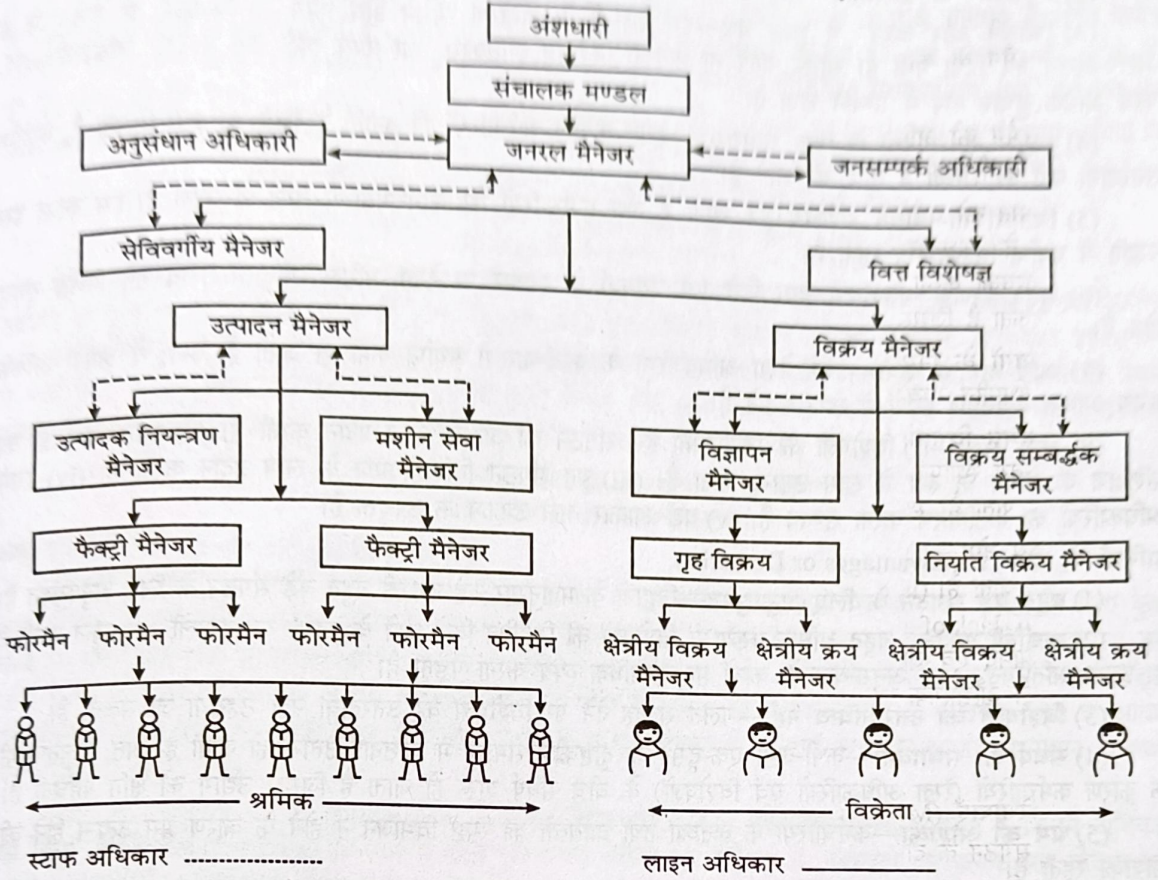 अंशधारी
संचालक मण्डल
अनुसंधान अधिकारी
जनरल मैनेजर
जनसम्पर्क अधिकारी
सेविवर्गीय मैनेजर
वित्त विशेषज्ञ
उत्पादन मैनेजर
विक्रय मैनेजर
उत्पादक नियन्त्रण
मैनेजर
मशीन सेवा
मैनेजर
विज्ञापन
मैनेजर
विक्रय सम्बर्द्धक
मैनेजर
फैक्ट्री मैनेजर
फैक्ट्री मैनेजर
गृह विक्रय
निर्यात विक्रय मैनेजर
फोरमैन
फोरमैन
फोरमैन
फोरमैन
फोरमैन
फोरमैन
क्षेत्रीय विक्रय
मैनेजर
क्षेत्रीय क्रय
मैनेजर
क्षेत्रीय विक्रय
मैनेजर
क्षेत्रीय क्रय
मैनेजर
श्रमिक
विक्रेता
स्टाफ अधिकार
लाइन अधिकार